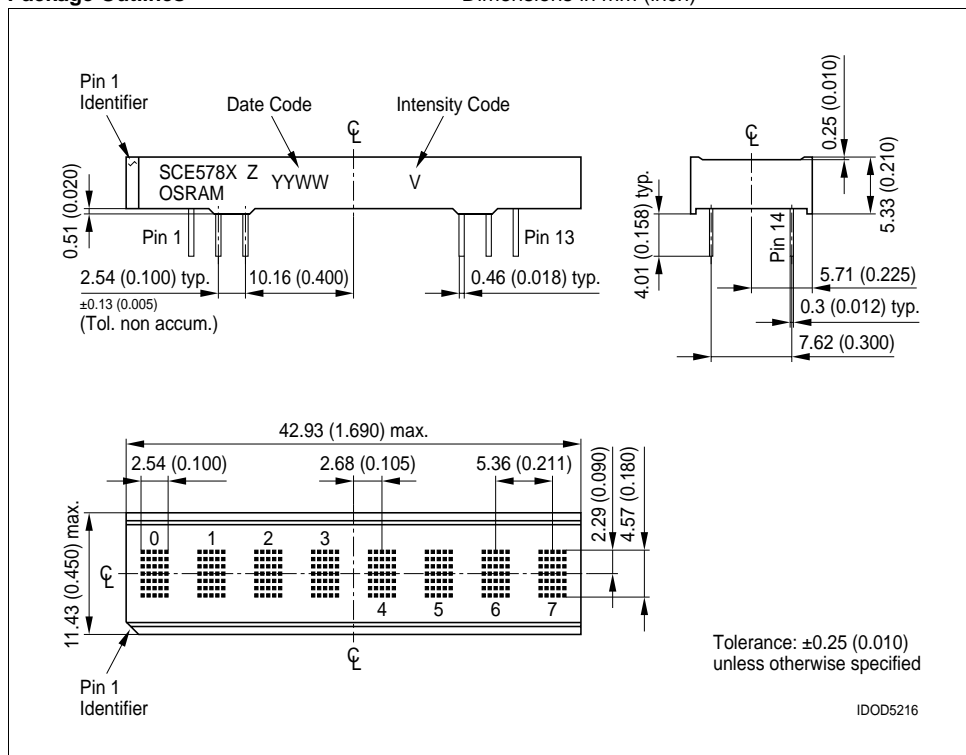 Package Outlines Dimensions in mm (inch)
Pin 1
Identifier
Date Code
Intensity Code
℄
℄
0.25 (0.010)
SCE578X Z
OSRAM
YYWW
V
5.33 (0.210)
0.51 (0.020)
Pin 1
Pin 13
4.01 (0.158) typ.
Pin 14
2.54 (0.100) typ.
10.16 (0.400)
0.46 (0.018) typ.
±0.13 (0.005)
(Tol. non accum.)
5.71 (0.225)
0.3 (0.012) typ.
7.62 (0.300)
42.93 (1.690) max.
2.54 (0.100)
2.68 (0.105)
5.36 (0.211)
2.29 (0.090)
4.57 (0.180)
11.43 (0.450) max.
0 1 2 3
℄
4 5 6 7
℄
Pin 1
Identifier
Tolerance: ±0.25 (0.010)
unless otherwise specified
IDOD5216